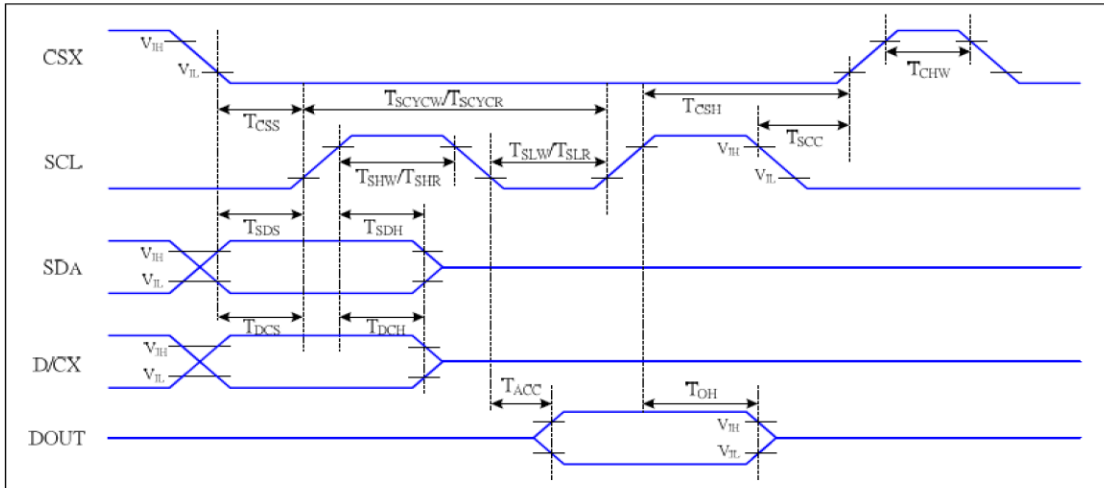 CSX
VIH
VIL
TCSS
TSCYCW/TSCYCR
TCSH
TCHW
TSCC
SCL
TSHW/TSHR
TSLW/TSLR
VIH
VIL
TSDS
TSDH
SDA
VIH
VIL
TDCS
TDCH
D/CX
VIH
VIL
TACC
TOH
DOUT
VIH
VIL